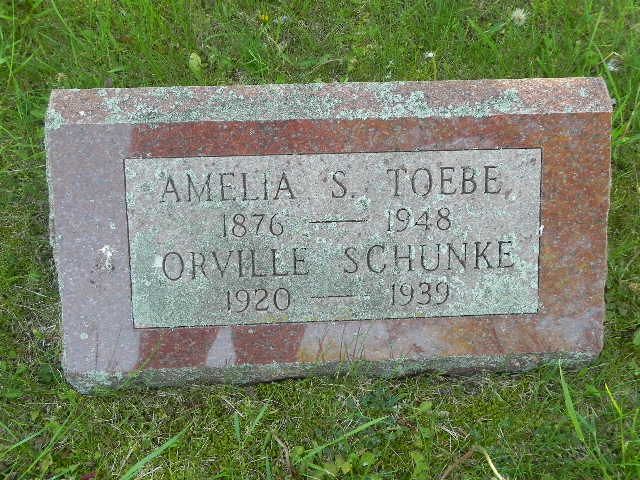 AMELIA S. TOEBE
1876 — 1948
ORVILLE SCHUNKE
1920 — 1939